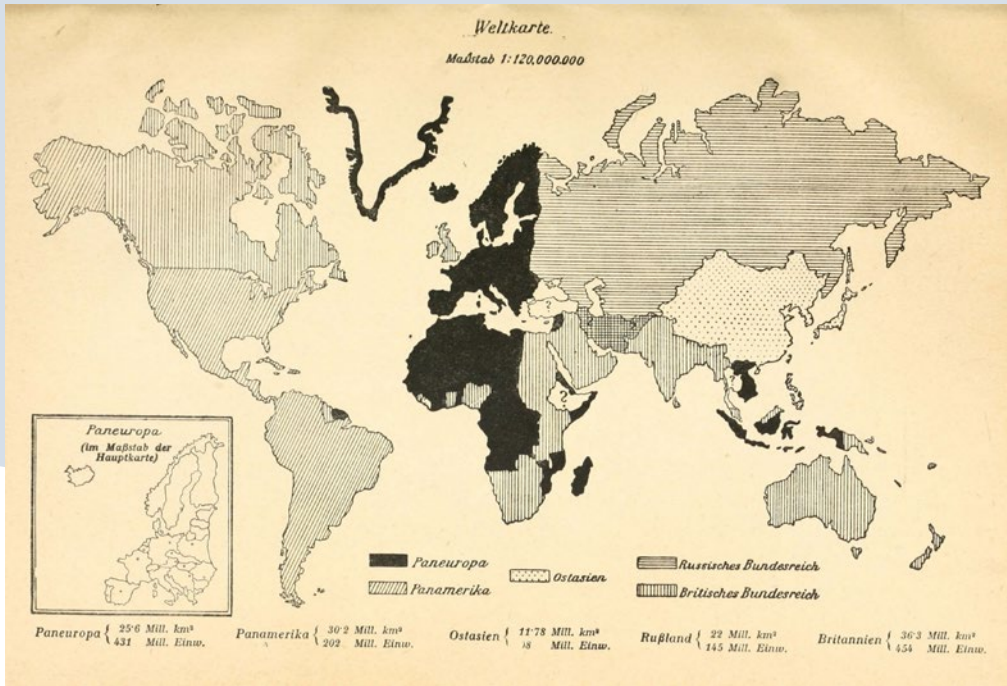 Weltkarte.
Maßstab 1:120,000.000
?
?
Paneuropa
(im Maßstab der
Hauptkarte)
Paneuropa
Panamerika
Ostasien
Russisches Bundesreich
Britisches Bundesreich
Paneuropa { 25·6 Mill. km²
431 Mill. Einw.
Panamerika { 30·2 Mill. km²
202 Mill. Einw.
Ostasien { 11·78 Mill. km²
Mill. Einw.
Rußland { 22 Mill. km²
145 Mill. Einw.
Britannien { 36·3 Mill. km²
454 Mill. Einw.